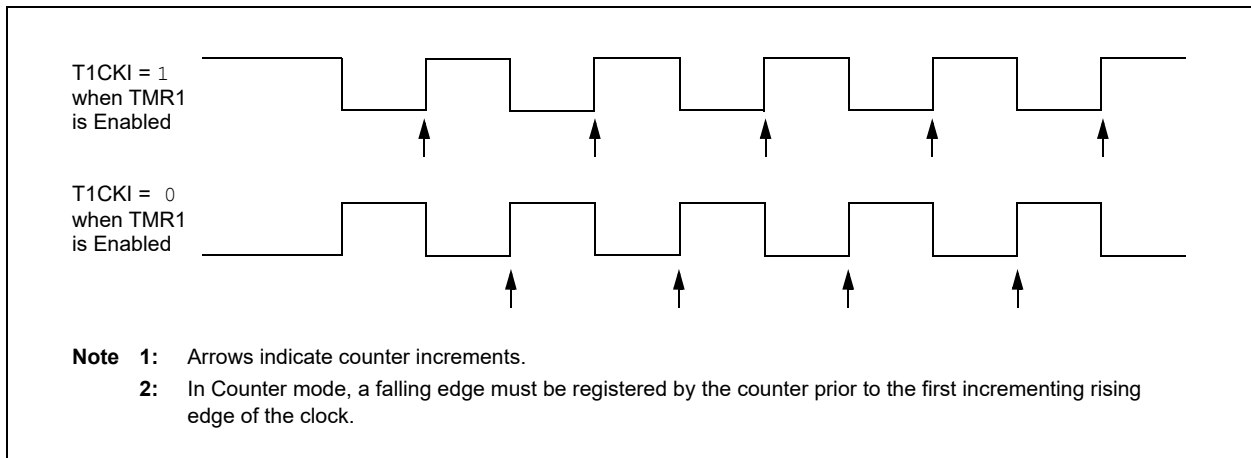 T1CKI = 1
when TMR1
is Enabled
T1CKI = 0
when TMR1
is Enabled
Note 1: Arrows indicate counter increments.
2: In Counter mode, a falling edge must be registered by the counter prior to the first incrementing rising
edge of the clock.